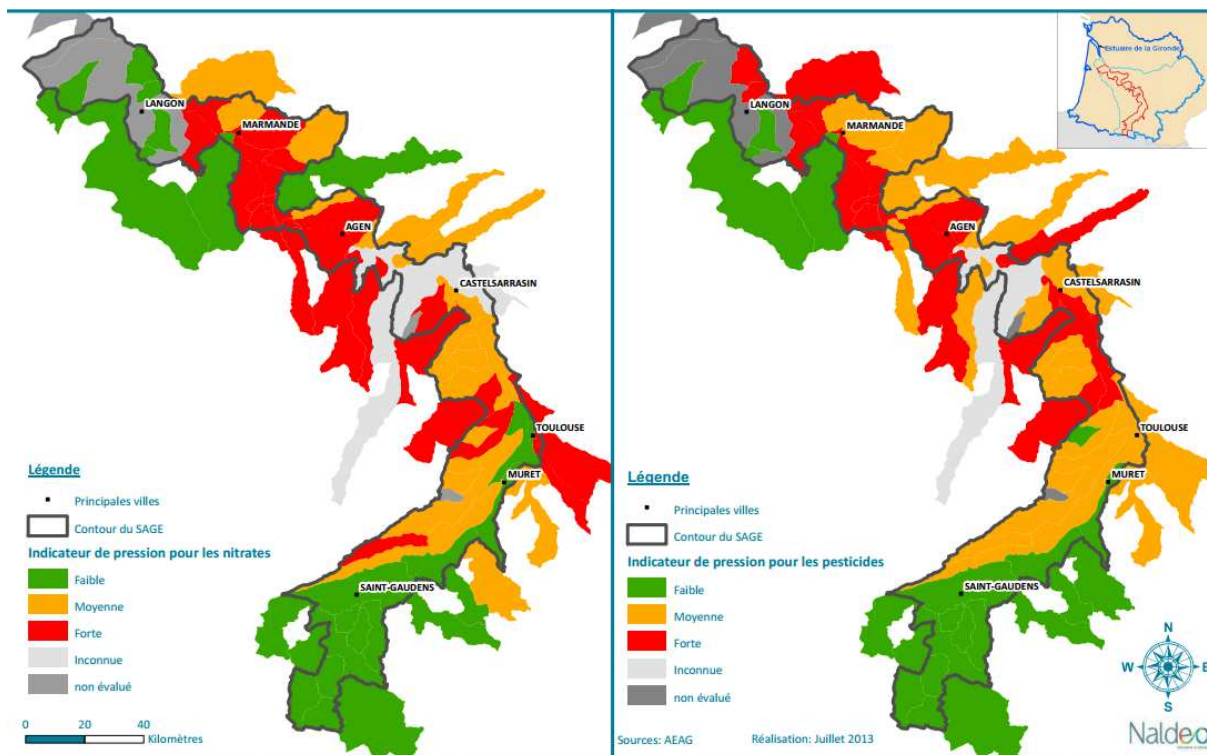 LANGON
MARMANDE
AGEN
CASTELSARRASIN
TOULOUSE
MURET
SAINT-GAUDENS
Légende
Principales villes
Contour du SAGE
Indicateur de pression pour les nitrates
Faible
Moyenne
Forte
Inconnue
non évalué
0 20 40
Kilomètres
Estuaire de la Gironde
LANGON
MARMANDE
AGEN
CASTELSARRASIN
TOULOUSE
MURET
SAINT-GAUDENS
Légende
Principales villes
Contour du SAGE
Indicateur de pression pour les pesticides
Faible
Moyenne
Forte
Inconnue
non évalué
N
W E
S
Sources: AEAG Réalisation: Juillet 2013
Naldeo